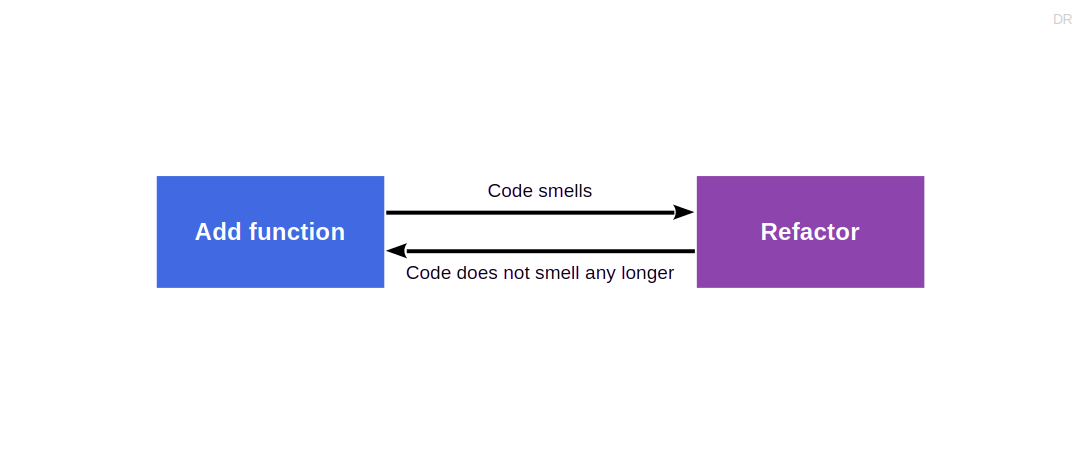 DR
Code smells
Add function
Refactor
Code does not smell any longer